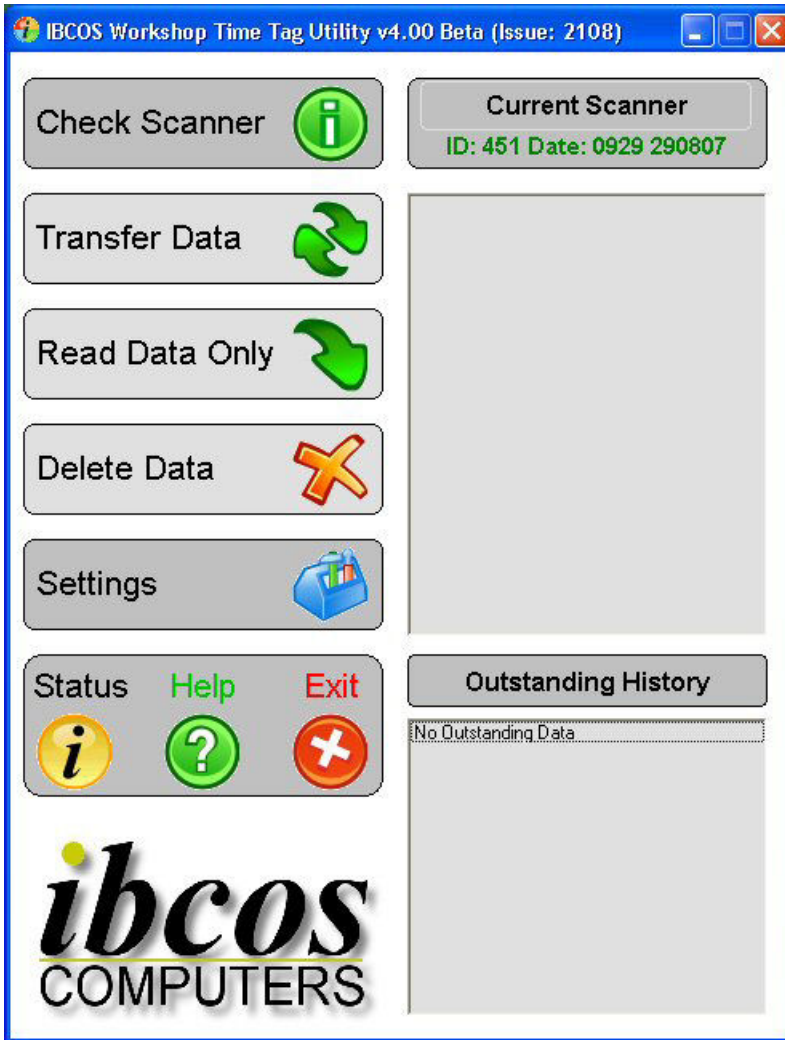 IBCOS Workshop Time Tag Utility v4.00 Beta (Issue: 2108)
Check Scanner
Transfer Data
Read Data Only
Delete Data
Settings
Status Help Exit
ibcos
COMPUTERS
Current Scanner
ID: 451 Date: 0929 290807
Outstanding History
No Outstanding Data